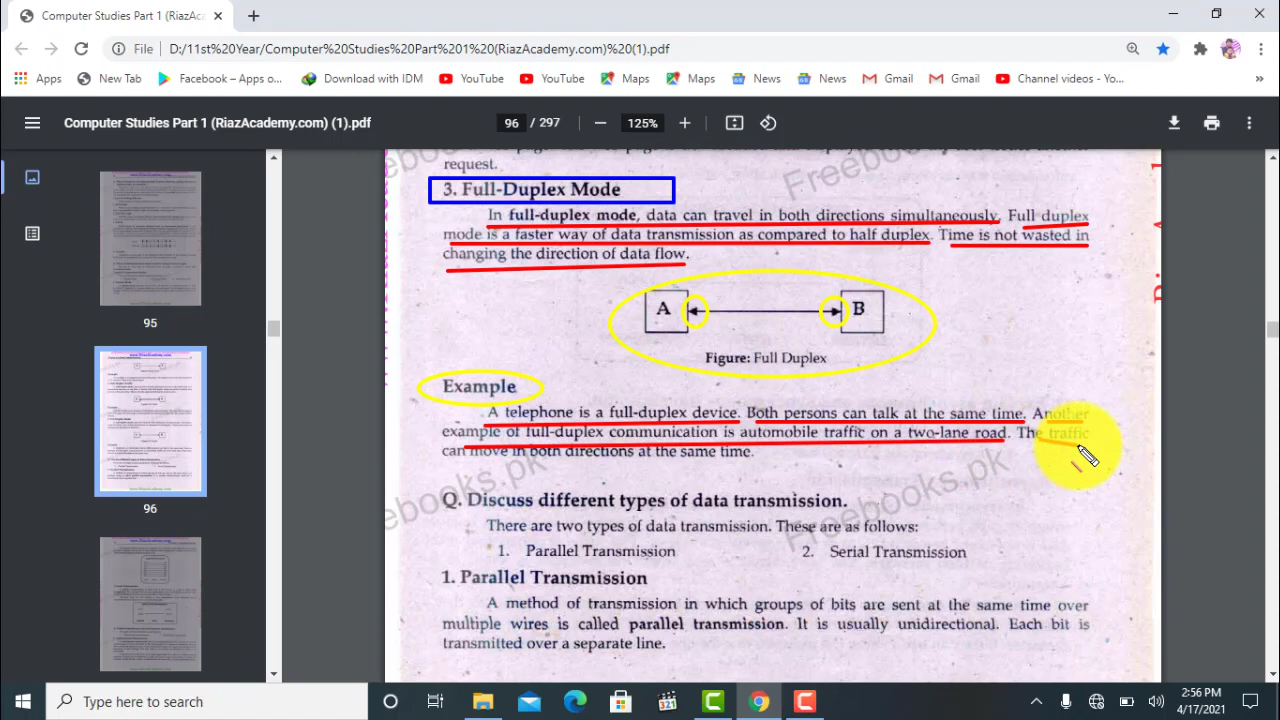 Computer Studies Part 1 (RiazAc
File D:/11st%20Year/Computer%20Studies%20Part%201%20(RiazAcademy.com)%20(1).pdf
Apps New Tab Facebook – Apps o... Download with IDM YouTube YouTube Maps Maps News News Gmail Gmail Channel videos - Yo... »
Computer Studies Part 1 (RiazAcademy.com) (1).pdf 96 / 297 125%
95
96
request.
3. Full-Duplex Mode
In full-duplex mode, data can travel in both directions simultaneously. Full duplex
mode is a faster way of data transmission as compared to half duplex. Time is not wasted in
changing the direction of data flow.
A B
Figure: Full Duplex
Example
A telephone is a full-duplex device. Both persons can talk at the same time. Another
example of full-duplex communication is automobile traffic on a two-lane road. The traffic
can move in both directions at the same time.
Q. Discuss different types of data transmission.
There are two types of data transmission. These are as follows:
1. Parallel Transmission 2. Serial Transmission
1. Parallel Transmission
A method of transmission in which groups of bits are sent at the same time over
multiple wires is called parallel transmission. It is usually unidirectional. Each bit is
transmitted over a separate line.
Type here to search
2:56 PM
4/17/2021